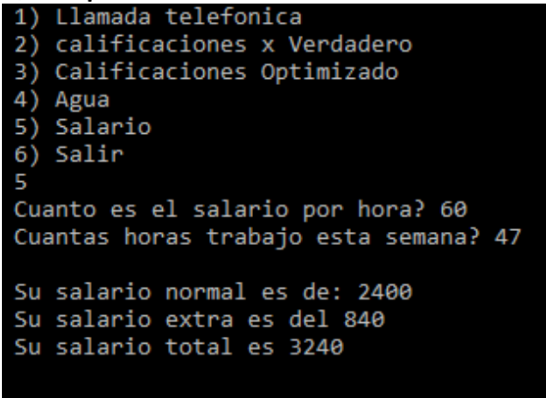 1) Llamada telefonica
2) calificaciones x Verdadero
3) Calificaciones Optimizado
4) Agua
5) Salario
6) Salir
5
Cuanto es el salario por hora? 60
Cuantas horas trabajo esta semana? 47
Su salario normal es de: 2400
Su salario extra es del 840
Su salario total es 3240